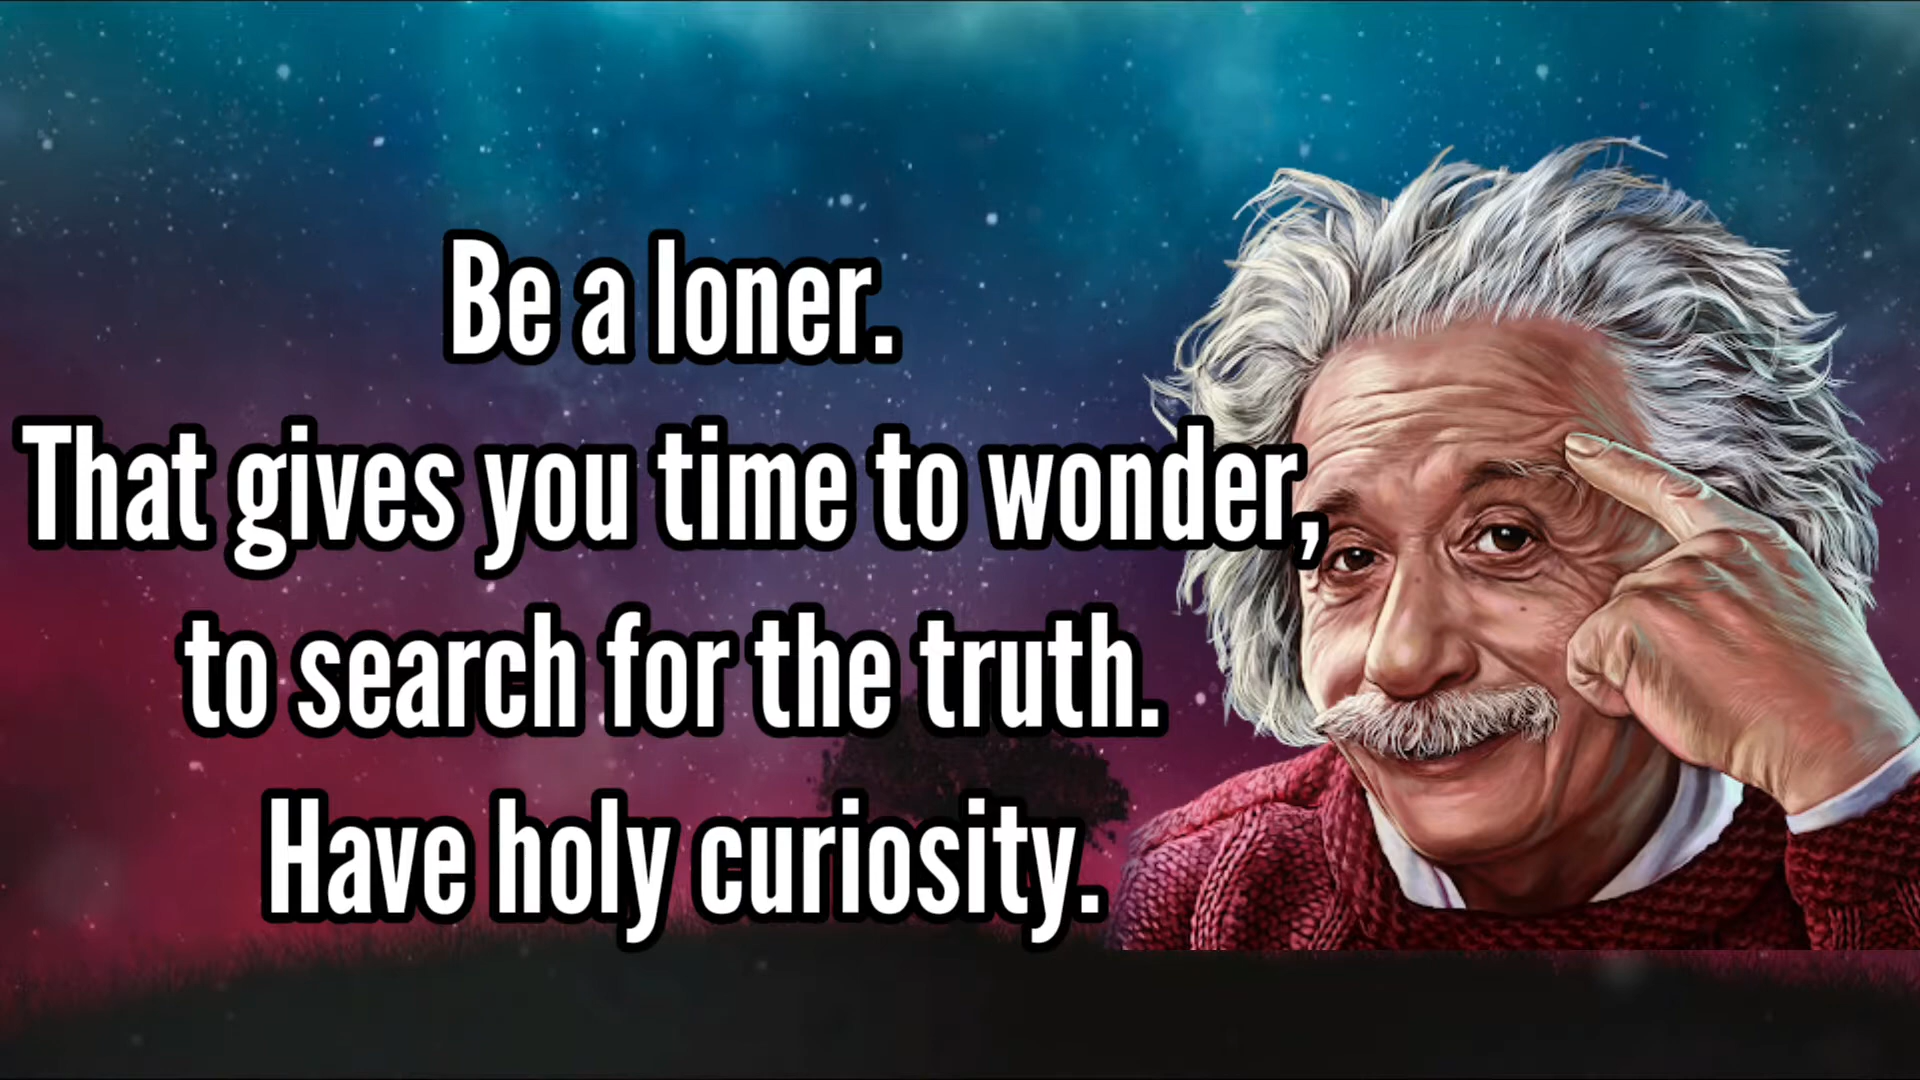 Be a loner.
That gives you time to wonder,
to search for the truth.
Have holy curiosity.